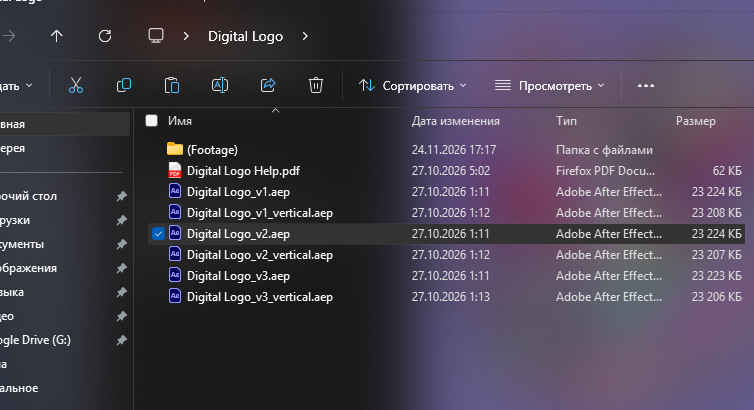 Digital Logo
Сортировать Просмотреть
Имя Дата изменения Тип Размер
(Footage) 24.11.2026 17:17 Папка с файлами
Digital Logo Help.pdf 27.10.2026 5:02 Firefox PDF Docu... 62 КБ
Digital Logo_v1.aep 27.10.2026 1:11 Adobe After Effect... 23 224 КБ
Digital Logo_v1_vertical.aep 27.10.2026 1:12 Adobe After Effect... 23 208 КБ
Digital Logo_v2.aep 27.10.2026 1:11 Adobe After Effect... 23 224 КБ
Digital Logo_v2_vertical.aep 27.10.2026 1:12 Adobe After Effect... 23 207 КБ
Digital Logo_v3.aep 27.10.2026 1:11 Adobe After Effect... 23 223 КБ
Digital Logo_v3_vertical.aep 27.10.2026 1:13 Adobe After Effect... 23 206 КБ
дать
вная
ерея
очий стол
рузки
кументы
ображения
зыка
део
ogle Drive (G:)
ка
альное